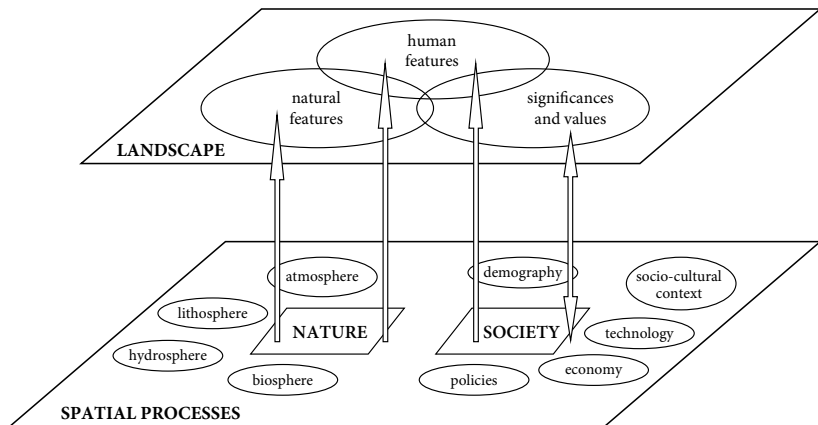 human
features
natural
features
significances
and values
LANDSCAPE
atmosphere
demography
socio-cultural
context
lithosphere
NATURE
SOCIETY
technology
hydrosphere
economy
biosphere
policies
SPATIAL PROCESSES